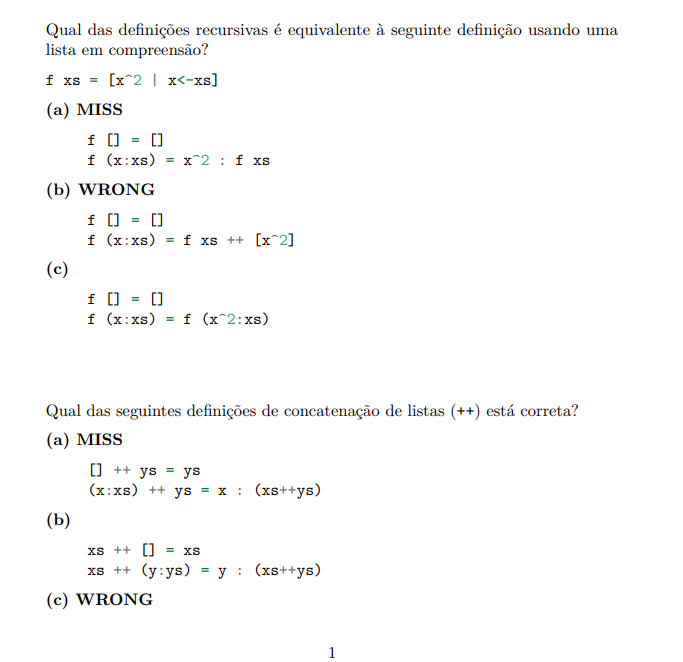 Qual das definições recursivas é equivalente à seguinte definição usando uma
lista em compreensão?
f xs = [x^2 | x<-xs]
(a) MISS
f [] = []
f (x:xs) = x^2 : f xs
(b) WRONG
f [] = []
f (x:xs) = f xs ++ [x^2]
(c)
f [] = []
f (x:xs) = f (x^2:xs)
Qual das seguintes definições de concatenação de listas (++) está correta?
(a) MISS
[] ++ ys = ys
(x:xs) ++ ys = x : (xs++ys)
(b)
xs ++ [] = xs
xs ++ (y:ys) = y : (xs++ys)
(c) WRONG
1